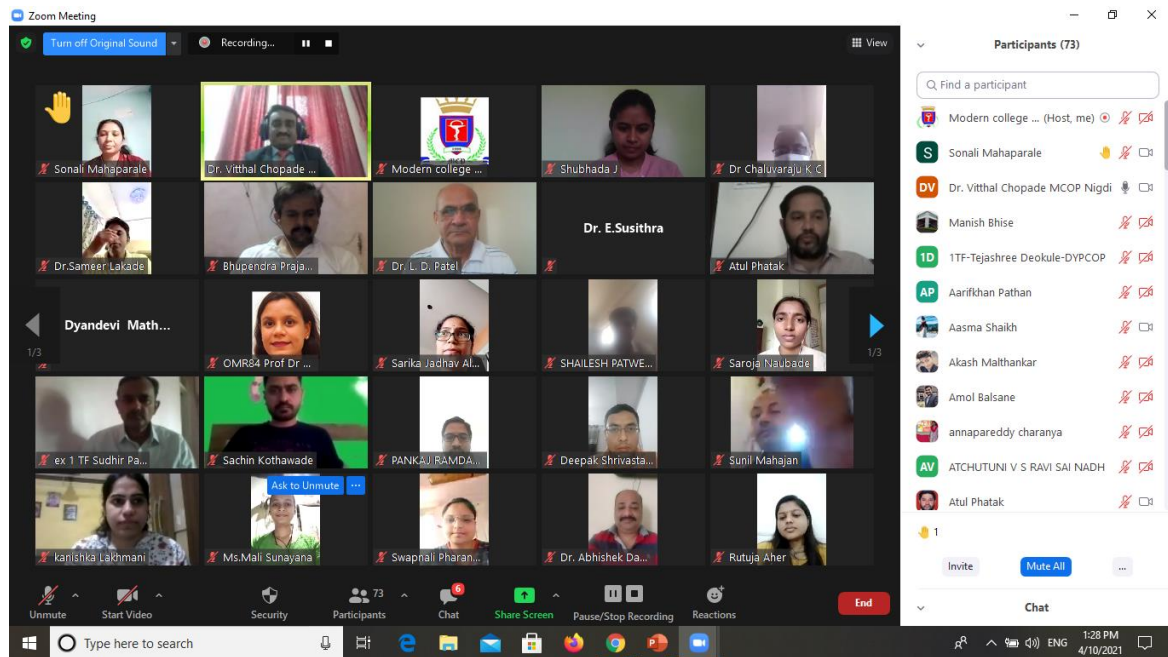 Zoom Meeting
Turn off Original Sound
Recording...
View
Sonali Mahaparale
Dr. Vitthal Chopade ...
Modern college ...
Shubhada J
Dr Chaluvaraju K C
Dr.Sameer Lakade
Bhupendra Praja...
Dr. L. D. Patel
Dr. E.Susithra
Atul Phatak
Dyandevi Math...
1/3
OMR84 Prof Dr ...
Sarika Jadhav Al...
SHAILESH PATWE...
Saroja Naubade
1/3
ex 1 TF Sudhir Pa...
Sachin Kothawade
PANKAJ RAMDA...
Deepak Shrivasta...
Sunil Mahajan
Ask to Unmute ...
kanishka Lakhmani
Ms.Mali Sunayana
Swapnali Pharan...
Dr. Abhishek Da...
Rutuja Aher
Unmute
Start Video
Security
73
Participants
6
Chat
Share Screen
Pause/Stop Recording
Reactions
End
Participants (73)
Find a participant
Modern college ... (Host, me)
S Sonali Mahaparale
DV Dr. Vitthal Chopade MCOP Nigdi
Manish Bhise
1D 1TF-Tejashree Deokule-DYPCOP
AP Aarifkhan Pathan
Aasma Shaikh
Akash Malthankar
Amol Balsane
annapareddy charanya
AV ATCHUTUNI V S RAVI SAI NADH
Atul Phatak
1
Invite
Mute All
...
Chat
Type here to search
ENG
1:28 PM
4/10/2021